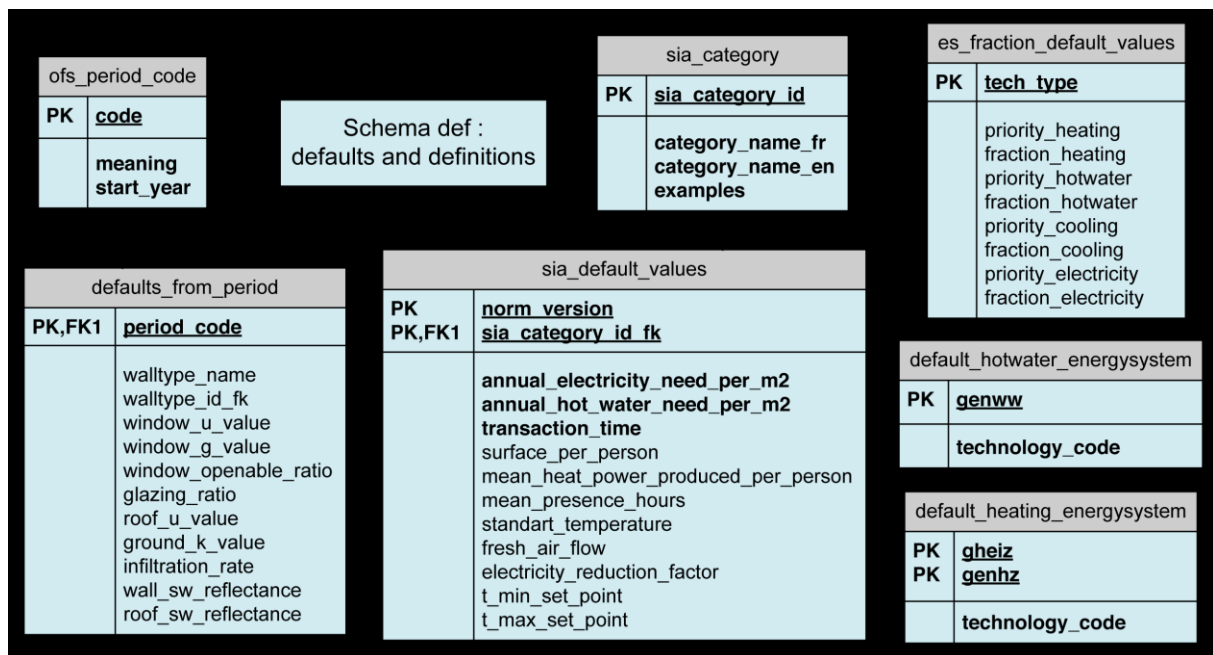 ofs_period_code
PK code
meaning
start_year
Schema def :
defaults and definitions
sia_category
PK sia_category_id
category_name_fr
category_name_en
examples
es_fraction_default_values
PK tech_type
priority_heating
fraction_heating
priority_hotwater
fraction_hotwater
priority_cooling
fraction_cooling
priority_electricity
fraction_electricity
defaults_from_period
PK,FK1 period_code
walltype_name
walltype_id_fk
window_u_value
window_g_value
window_openable_ratio
glazing_ratio
roof_u_value
ground_k_value
infiltration_rate
wall_sw_reflectance
roof_sw_reflectance
sia_default_values
PK norm_version
PK,FK1 sia_category_id_fk
annual_electricity_need_per_m2
annual_hot_water_need_per_m2
transaction_time
surface_per_person
mean_heat_power_produced_per_person
mean_presence_hours
standart_temperature
fresh_air_flow
electricity_reduction_factor
t_min_set_point
t_max_set_point
default_hotwater_energysystem
PK genww
technology_code
default_heating_energysystem
PK gheiz
PK genhz
technology_code